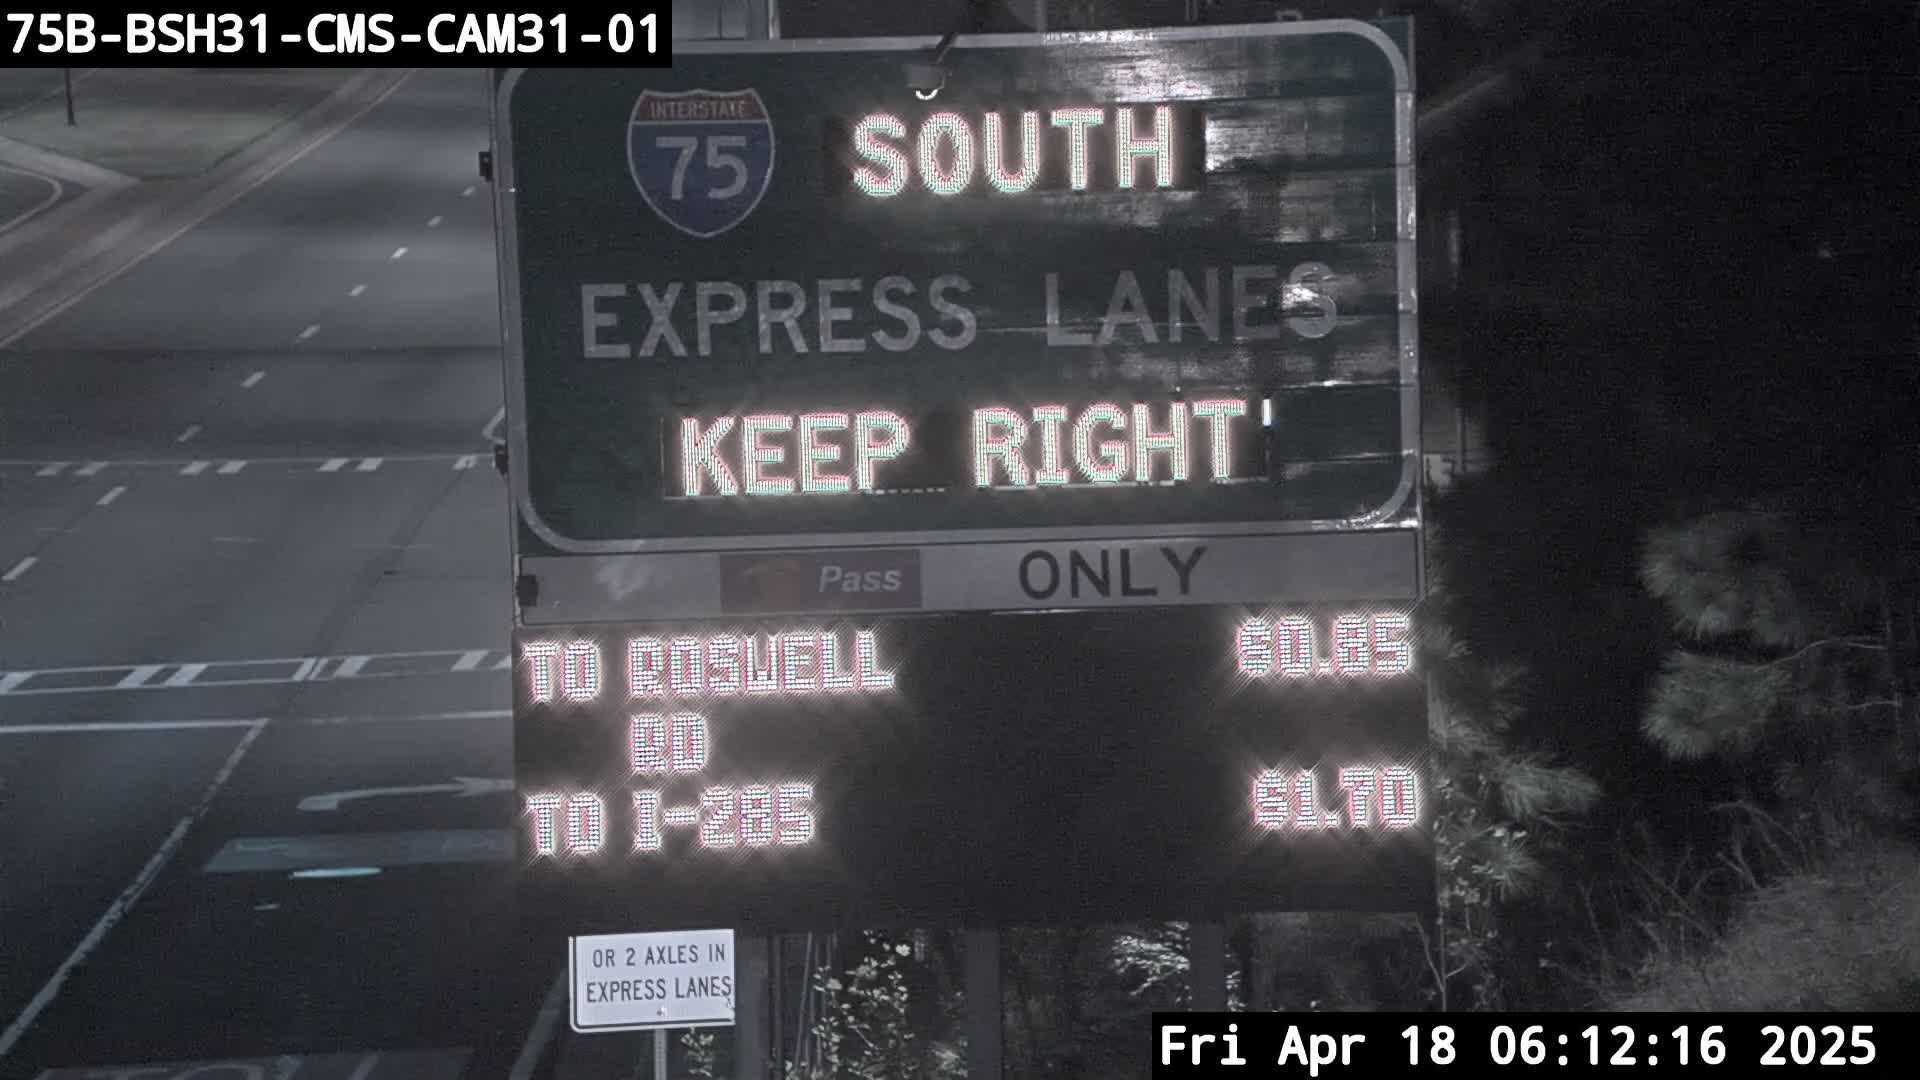 75B-BSH31-CMS-CAM31-01
INTERSTATE
75
SOUTH
EXPRESS LANES
KEEP RIGHT
Pass ONLY
TO ROSWELL $0.85
RD
TO I-285 $1.70
OR 2 AXLES IN
EXPRESS LANES
Fri Apr 18 06:12:16 2025